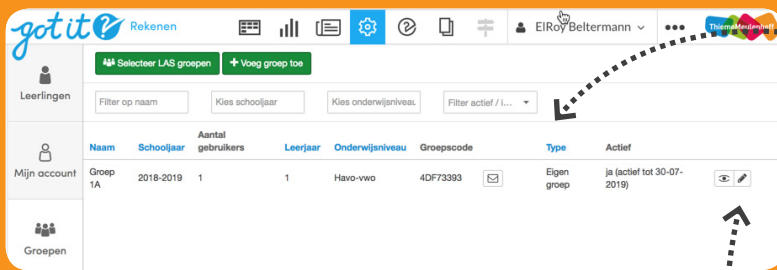 got it? Rekenen
ElRoy Beltermann
ThiemeMeulenhoff
Leerlingen
Mijn account
Groepen
Selecteer LAS groepen
+ Voeg groep toe
Filter op naam
Kies schooljaar
Kies onderwijsniveau
Filter actief / i...
Naam
Schooljaar
Aantal
gebruikers
Leerjaar
Onderwijsniveau
Groepscode
Type
Actief
Groep
1A
2018-2019
1
1
Havo-vwo
4DF73393
Eigen
groep
ja (actief tot 30-07-
2019)